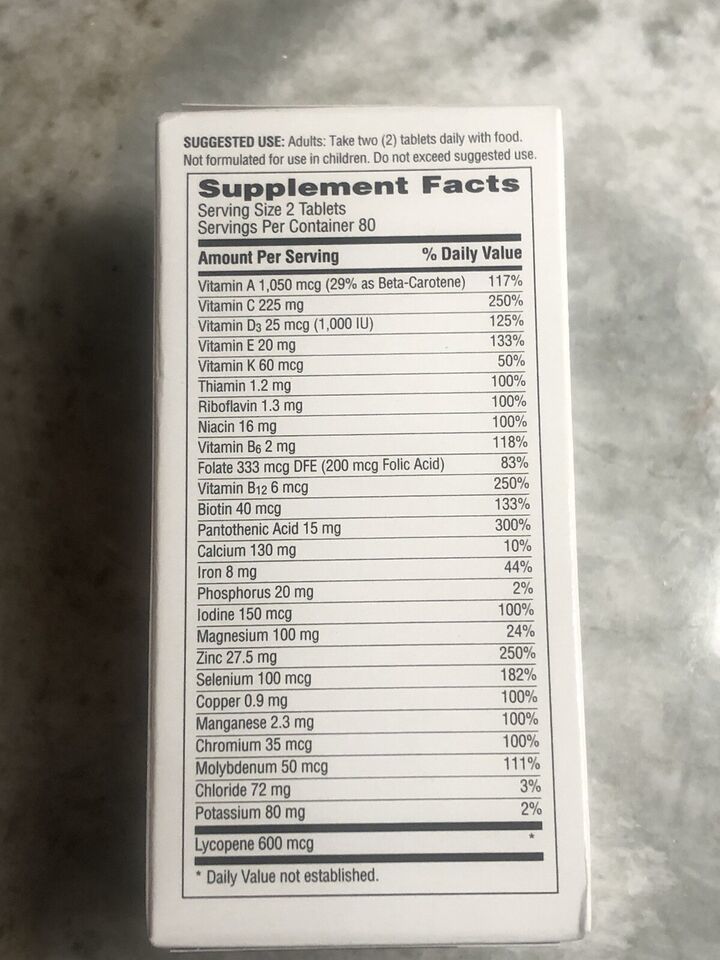 SUGGESTED USE: Adults: Take two (2) tablets daily with food.
Not formulated for use in children. Do not exceed suggested use.
Supplement Facts
Serving Size 2 Tablets
Servings Per Container 80
Amount Per Serving % Daily Value
Vitamin A 1,050 mcg (29% as Beta-Carotene) 117%
Vitamin C 225 mg 250%
Vitamin D3 25 mcg (1,000 IU) 125%
Vitamin E 20 mg 133%
Vitamin K 60 mcg 50%
Thiamin 1.2 mg 100%
Riboflavin 1.3 mg 100%
Niacin 16 mg 100%
Vitamin B6 2 mg 118%
Folate 333 mcg DFE (200 mcg Folic Acid) 83%
Vitamin B12 6 mcg 250%
Biotin 40 mcg 133%
Pantothenic Acid 15 mg 300%
Calcium 130 mg 10%
Iron 8 mg 44%
Phosphorus 20 mg 2%
Iodine 150 mcg 100%
Magnesium 100 mg 24%
Zinc 27.5 mg 250%
Selenium 100 mcg 182%
Copper 0.9 mg 100%
Manganese 2.3 mg 100%
Chromium 35 mcg 100%
Molybdenum 50 mcg 111%
Chloride 72 mg 3%
Potassium 80 mg 2%
Lycopene 600 mcg *
* Daily Value not established.